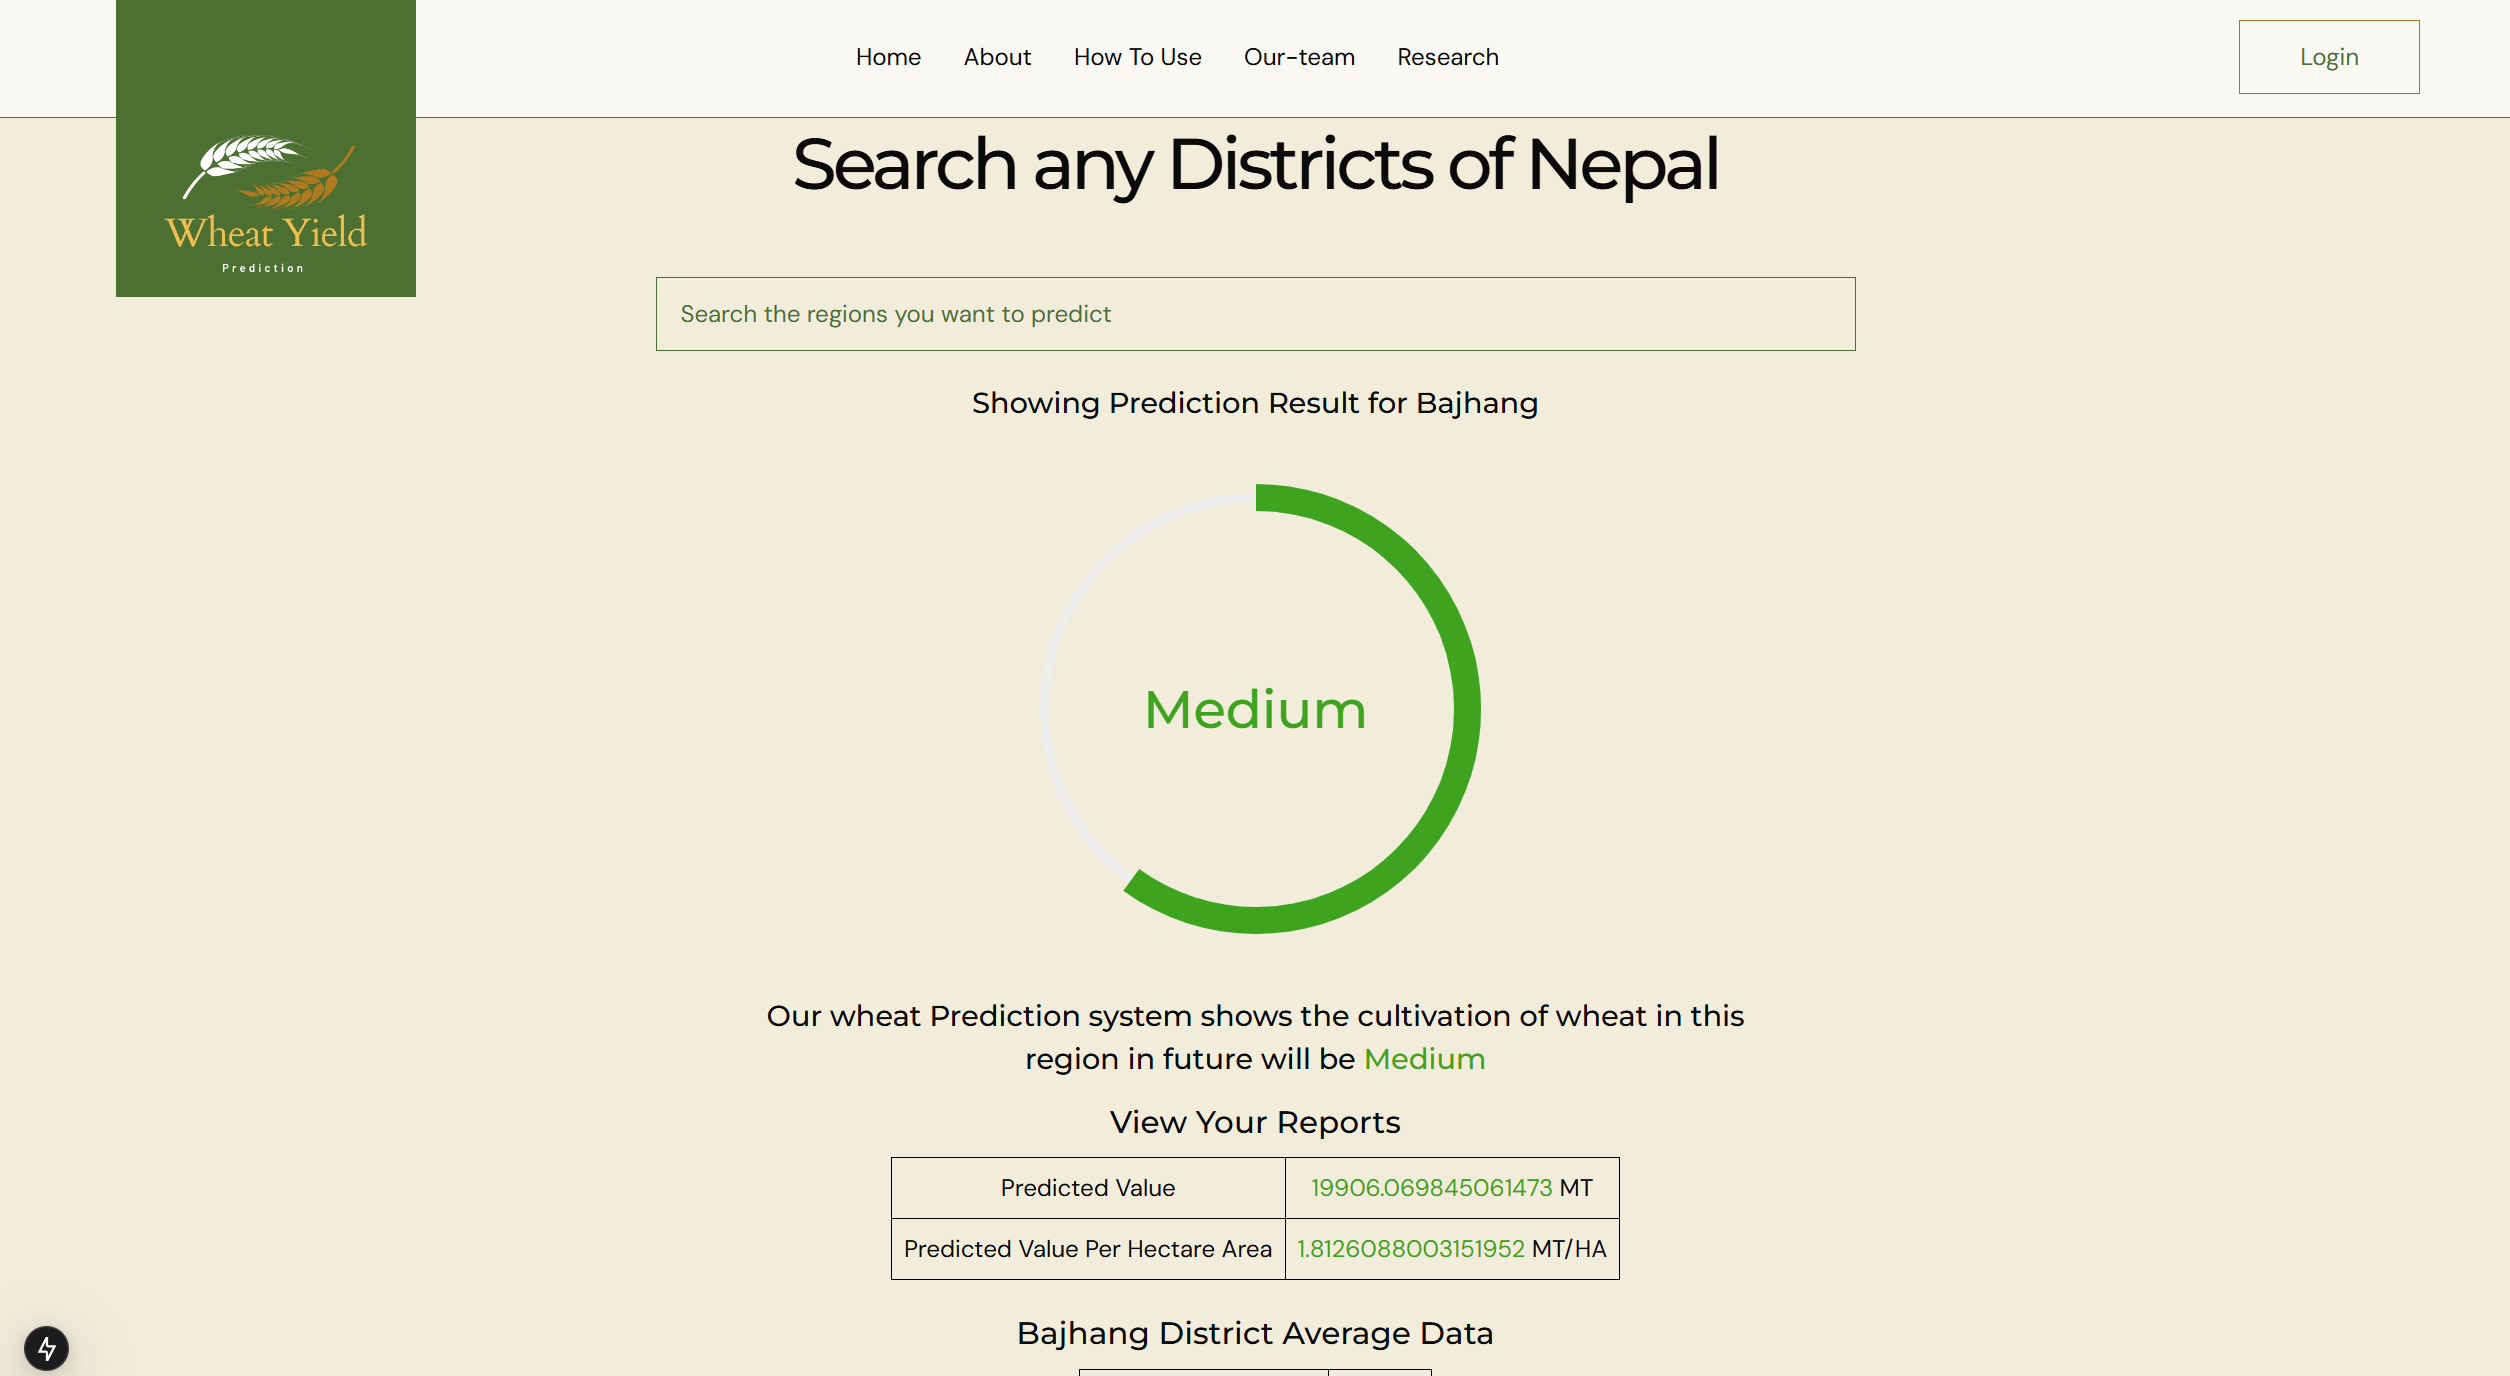 Home About How To Use Our-team Research
Login
Wheat Yield
Prediction
Search any Districts of Nepal
Search the regions you want to predict
Showing Prediction Result for Bajhang
Medium
Our wheat Prediction system shows the cultivation of wheat in this
region in future will be Medium
View Your Reports
Predicted Value 19906.069845061473 MT
Predicted Value Per Hectare Area 1.8126088003151952 MT/HA
Bajhang District Average Data